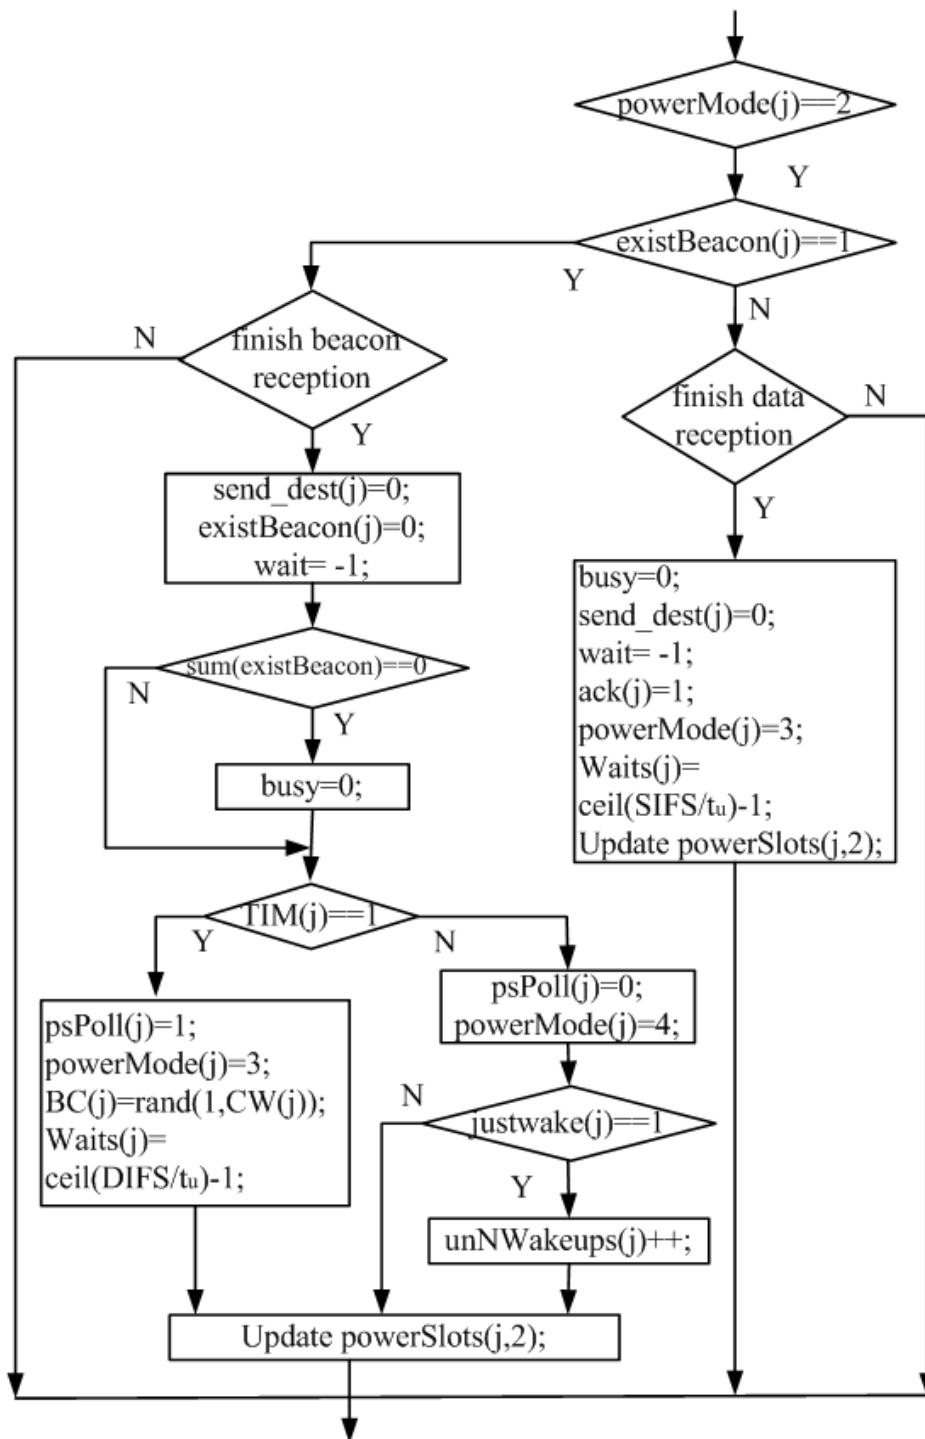 powerMode(j)==2
Y
existBeacon(j)==1
Y
N
N
finish beacon
reception
Y
finish data
reception
N
Y
send_dest(j)=0;
existBeacon(j)=0;
wait= -1;
busy=0;
send_dest(j)=0;
wait= -1;
ack(j)=1;
powerMode(j)=3;
Waits(j)=
ceil(SIFS/tu)-1;
Update powerSlots(j,2);
sum(existBeacon)==0
N
Y
busy=0;
TIM(j)==1
Y
N
psPoll(j)=1;
powerMode(j)=3;
BC(j)=rand(1,CW(j));
Waits(j)=
ceil(DIFS/tu)-1;
psPoll(j)=0;
powerMode(j)=4;
N
justwake(j)==1
Y
unNWakeups(j)++;
Update powerSlots(j,2);